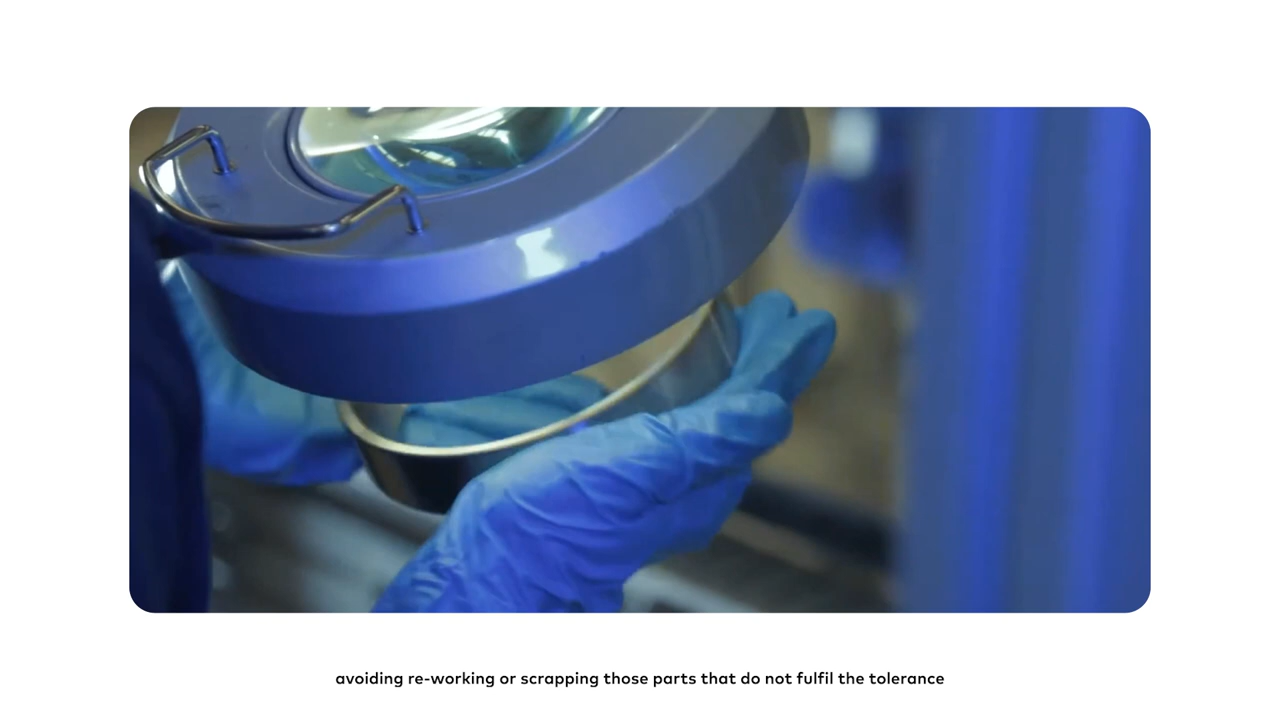 avoiding re-working or scrapping those parts that do not fulfil the tolerance